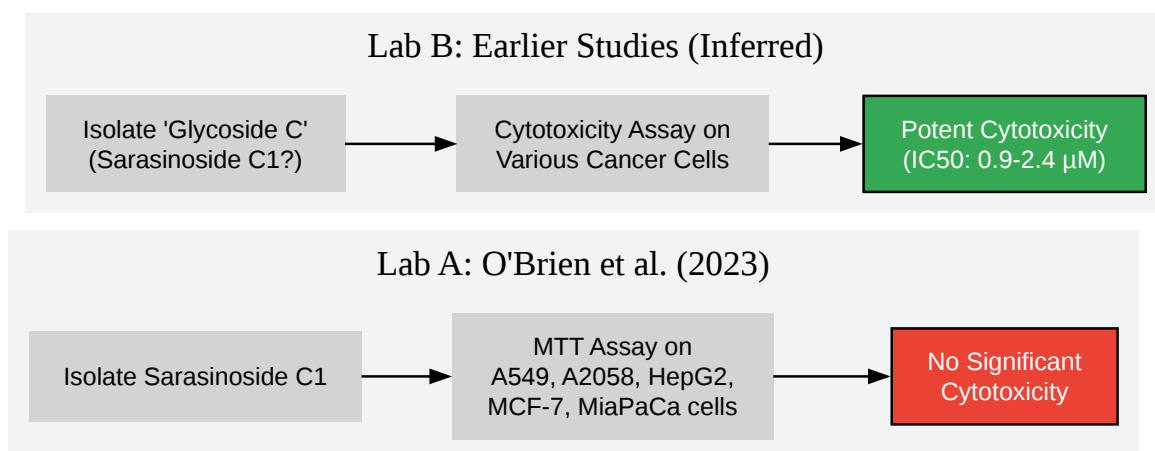 Lab B: Earlier Studies (Inferred)
Isolate 'Glycoside C'
(Sarasinoside C1?)
Cytotoxicity Assay on
Various Cancer Cells
Potent Cytotoxicity
(IC50: 0.9-2.4 µM)
Lab A: O'Brien et al. (2023)
Isolate Sarasinoside C1
MTT Assay on
A549, A2058, HepG2,
MCF-7, MiaPaCa cells
No Significant
Cytotoxicity